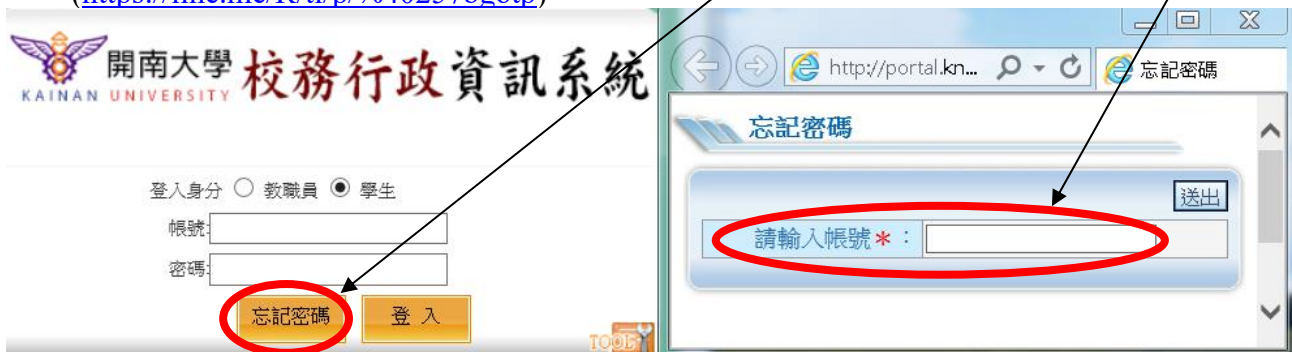 開南大學 校務行政資訊系統
KAINAN UNIVERSITY
登入身分 教職員 學生
帳號:
密碼:
忘記密碼 登 入
TOOL
http://portal.kn... 忘記密碼
忘記密碼
送出
請輸入帳號*：